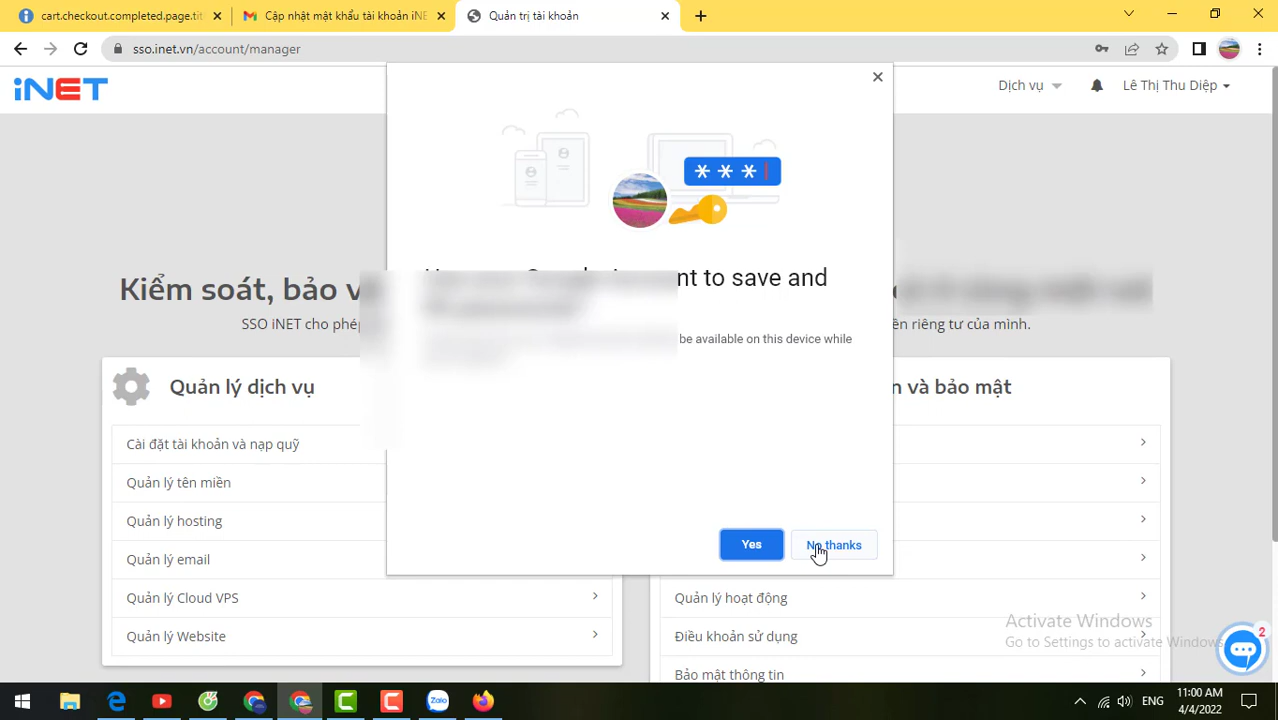 cart.checkout.completed.page.tit
Cập nhật mật khẩu tài khoản iNE
Quản trị tài khoản
sso.inet.vn/account/manager
iNET
Dịch vụ
Lê Thị Thu Diệp
* * * |
nt to save and
Kiểm soát, bảo v
SSO iNET cho phé
ên riêng tư của mình.
be available on this device while
Quản lý dịch vụ
n và bảo mật
Cài đặt tài khoản và nạp quỹ
Quản lý tên miền
Quản lý hosting
Quản lý email
Yes
No thanks
Quản lý Cloud VPS
Quản lý hoạt động
Quản lý Website
Điều khoản sử dụng
Bảo mật thông tin
Activate Windows
Go to Settings to activate Windows
2
Zalo
ENG
11:00 AM
4/4/2022